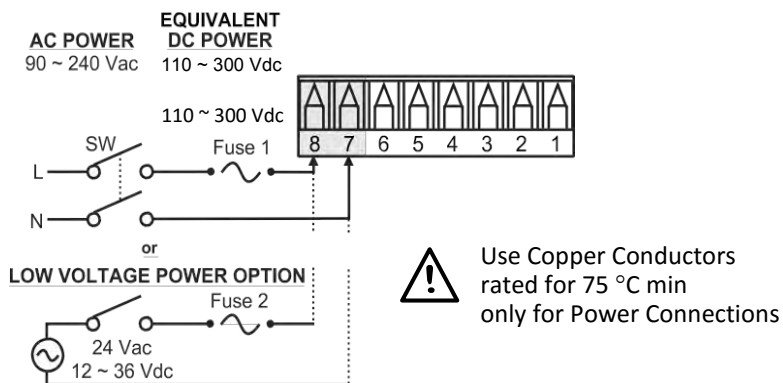 AC POWER
90 ~ 240 Vac
EQUIVALENT
DC POWER
110 ~ 300 Vdc
110 ~ 300 Vdc
8 7 6 5 4 3 2 1
SW
Fuse 1
L
N
or
LOW VOLTAGE POWER OPTION
Fuse 2
24 Vac
12 ~ 36 Vdc
!
Use Copper Conductors
rated for 75 °C min
only for Power Connections